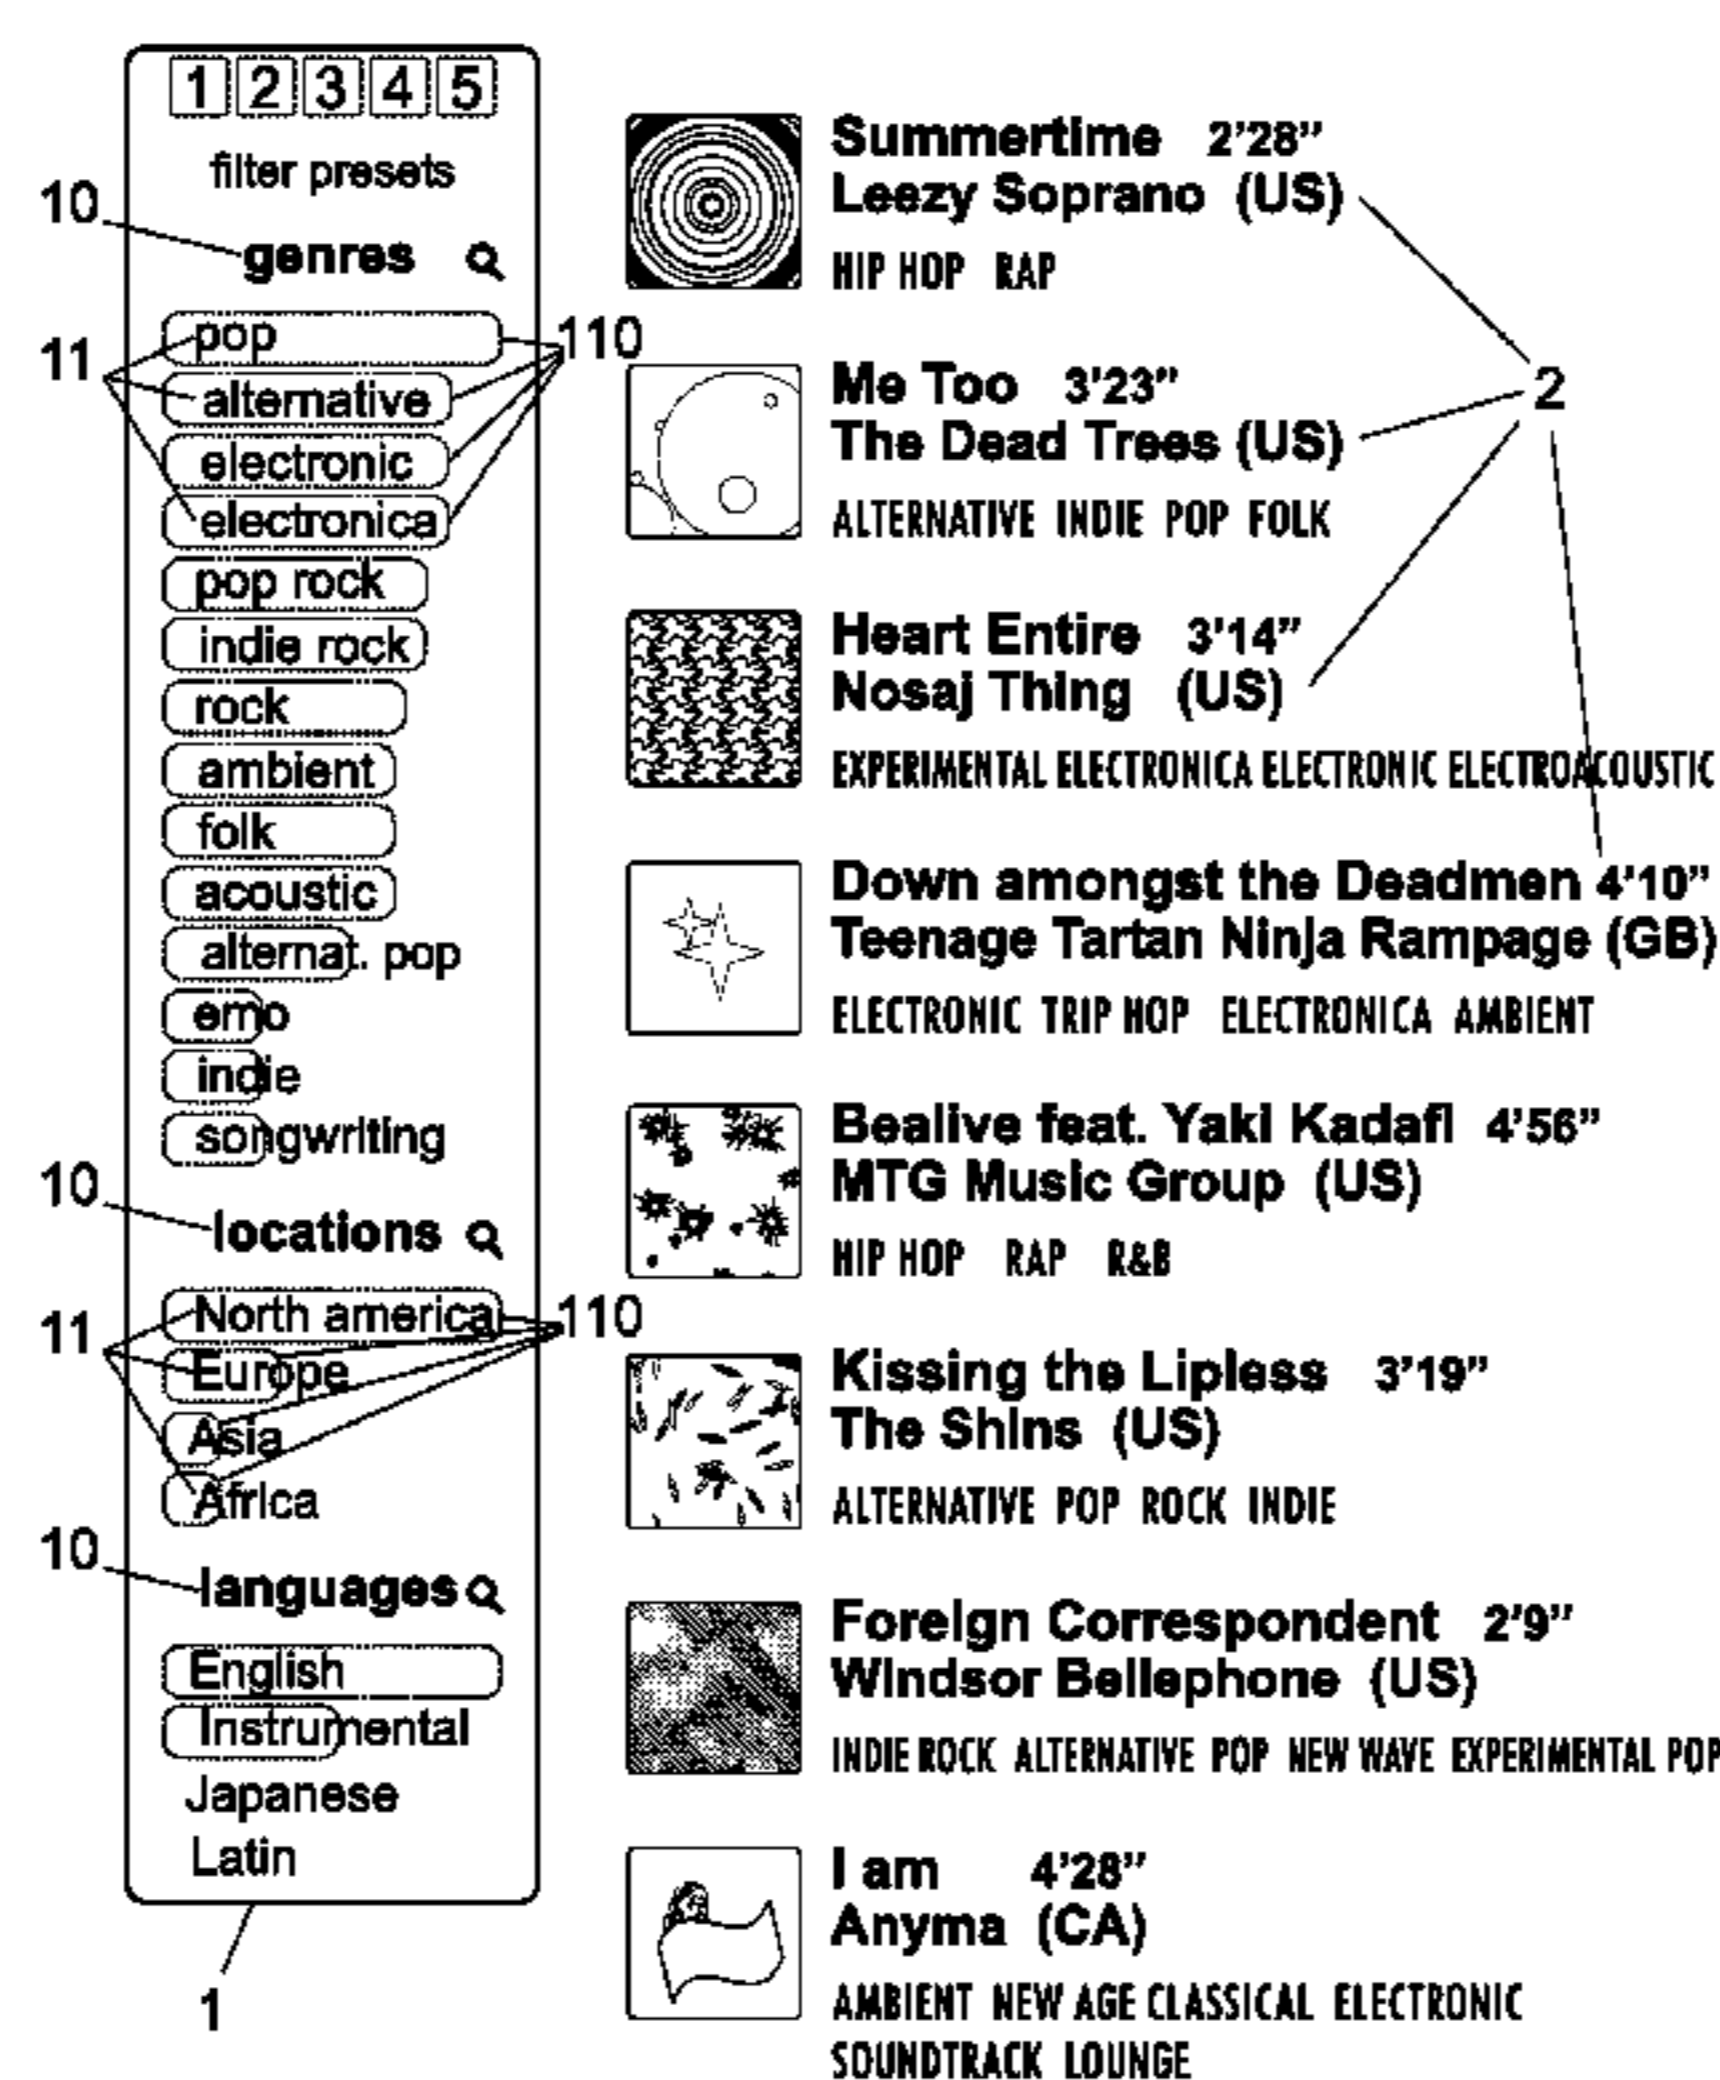 1 2 3 4 5
filter presets
10
genres
11
pop
110
alternative
electronic
electronica
pop rock
indie rock
rock
ambient
folk
acoustic
alternat. pop
emo
indie
songwriting
10
locations
11
North america
110
Europe
Asia
Africa
10
languages
English
Instrumental
Japanese
Latin
1
Summertime 2'28"
Leezy Soprano (US)
HIP HOP RAP
2
Me Too 3'23"
The Dead Trees (US)
ALTERNATIVE INDIE POP FOLK
Heart Entire 3'14"
Nosaj Thing (US)
EXPERIMENTAL ELECTRONICA ELECTRONIC ELECTROACOUSTIC
Down amongst the Deadmen 4'10"
Teenage Tartan Ninja Rampage (GB)
ELECTRONIC TRIP HOP ELECTRONICA AMBIENT
Bealive feat. Yaki Kadafi 4'56"
MTG Music Group (US)
HIP HOP RAP R&B
Kissing the Lipless 3'19"
The Shins (US)
ALTERNATIVE POP ROCK INDIE
Foreign Correspondent 2'9"
Windsor Bellephone (US)
INDIE ROCK ALTERNATIVE POP NEW WAVE EXPERIMENTAL POP
I am 4'28"
Anyma (CA)
AMBIENT NEW AGE CLASSICAL ELECTRONIC
SOUNDTRACK LOUNGE